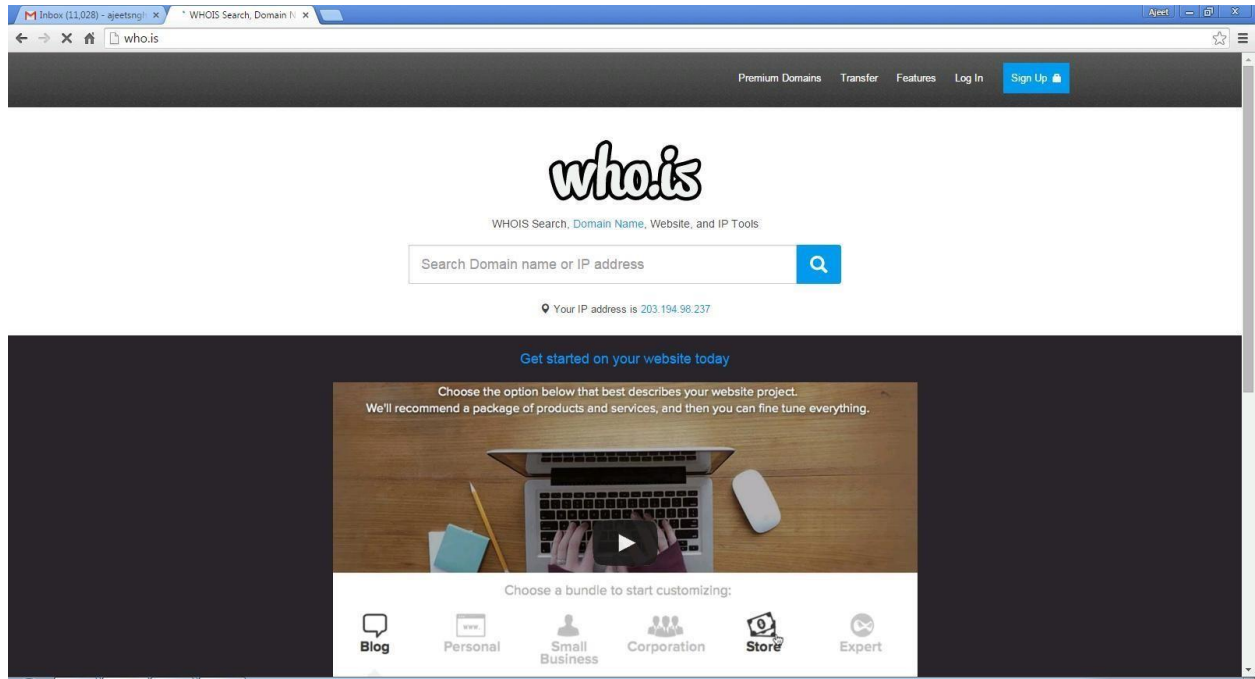 Inbox (11,028) - ajeetsngh
WHOIS Search, Domain N
Ajeet
who.is
Premium Domains
Transfer
Features
Log In
Sign Up
who.is
WHOIS Search, Domain Name, Website, and IP Tools
Search Domain name or IP address
Your IP address is 203.194.98.237
Get started on your website today
Choose the option below that best describes your website project.
We'll recommend a package of products and services, and then you can fine tune everything.
Choose a bundle to start customizing:
www.
Blog
Personal
Small
Business
Corporation
Store
Expert